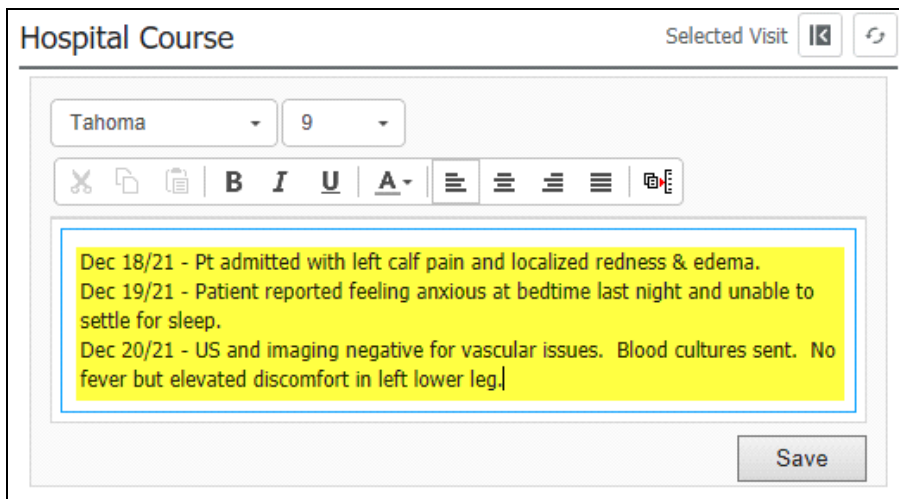 Hospital Course
Selected Visit
Tahoma
9
B I U A
Dec 18/21 - Pt admitted with left calf pain and localized redness & edema.
Dec 19/21 - Patient reported feeling anxious at bedtime last night and unable to
settle for sleep.
Dec 20/21 - US and imaging negative for vascular issues.  Blood cultures sent.  No
fever but elevated discomfort in left lower leg.
Save